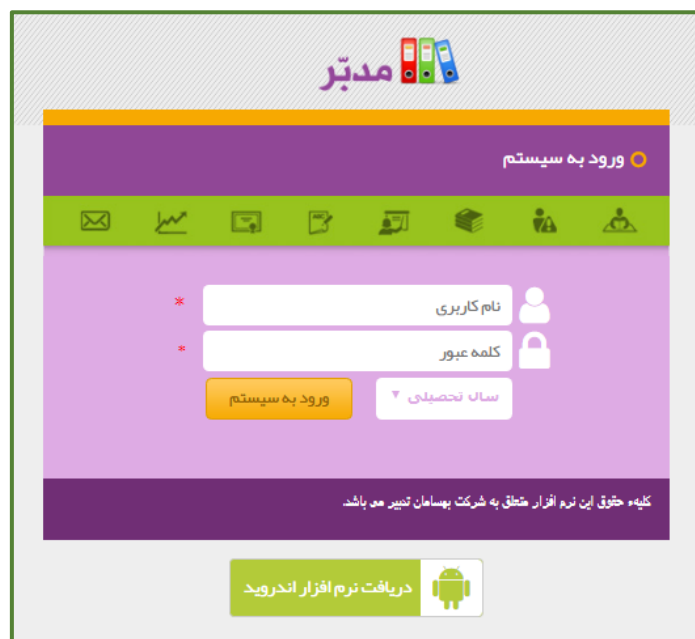 مدبّر
ورود به سیستم
نام کاربری
*
کلمه عبور
*
سال تحصیلی ▼
ورود به سیستم
کلیهء حقوق این نرم افزار متعلق به شرکت بهسامان تدبیر می باشد.
دریافت نرم افزار اندروید